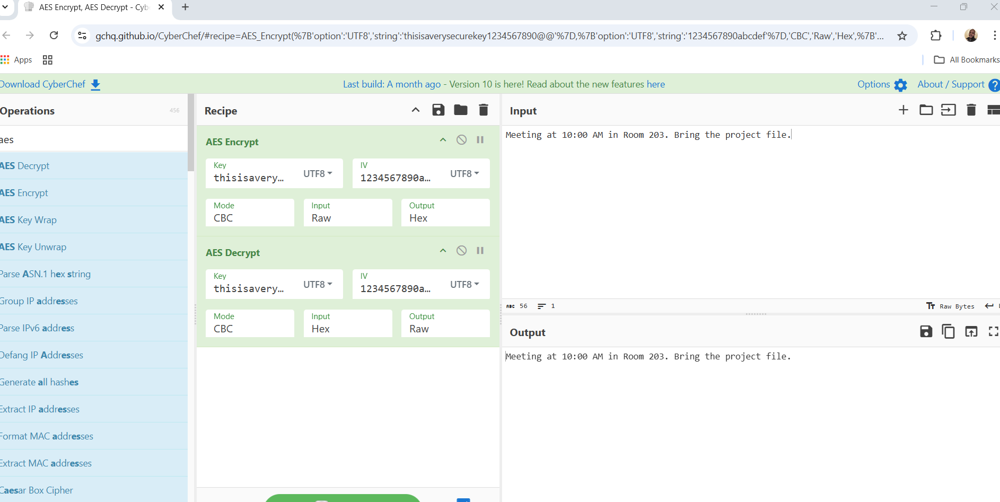 AES Encrypt, AES Decrypt - Cyb
gchq.github.io/CyberChef/#recipe=AES_Encrypt(%7B'option':'UTF8','string':'thisisaverysecurekey1234567890@@'%7D,%7B'option':'UTF8','string':'1234567890abcdef'%7D,'CBC','Raw','Hex',%7B'...
Apps
All Bookmarks
Download CyberChef
Last build: A month ago - Version 10 is here! Read about the new features here
Options
About / Support
Operations
456
aes
AES Decrypt
AES Encrypt
AES Key Wrap
AES Key Unwrap
Parse ASN.1 hex string
Group IP addresses
Parse IPv6 address
Defang IP Addresses
Generate all hashes
Extract IP addresses
Format MAC addresses
Extract MAC addresses
Caesar Box Cipher
Recipe
AES Encrypt
Key
thisisavery…
UTF8
IV
1234567890a…
UTF8
Mode
CBC
Input
Raw
Output
Hex
AES Decrypt
Key
thisisavery…
UTF8
IV
1234567890a…
UTF8
Mode
CBC
Input
Hex
Output
Raw
Input
Meeting at 10:00 AM in Room 203. Bring the project file.
ABC 56
1
Tт Raw Bytes
Output
Meeting at 10:00 AM in Room 203. Bring the project file.